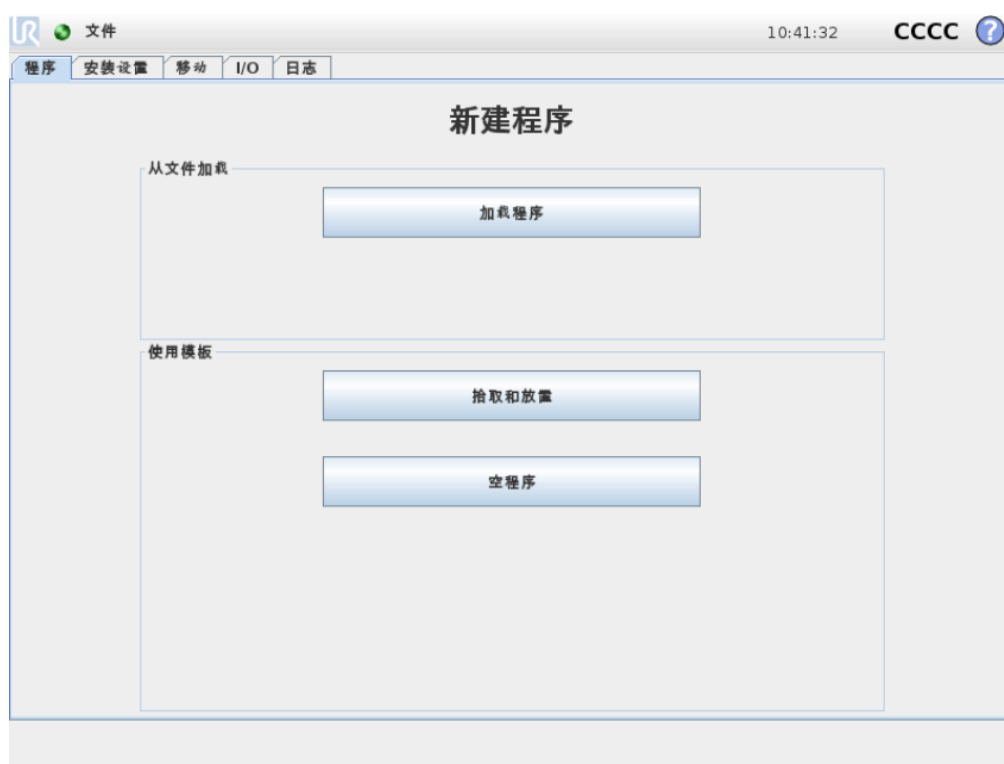 UR 文件 10:41:32 CCCC ?
程序 安装设置 移动 I/O 日志
新建程序
从文件加载
加载程序
使用模板
拾取和放置
空程序